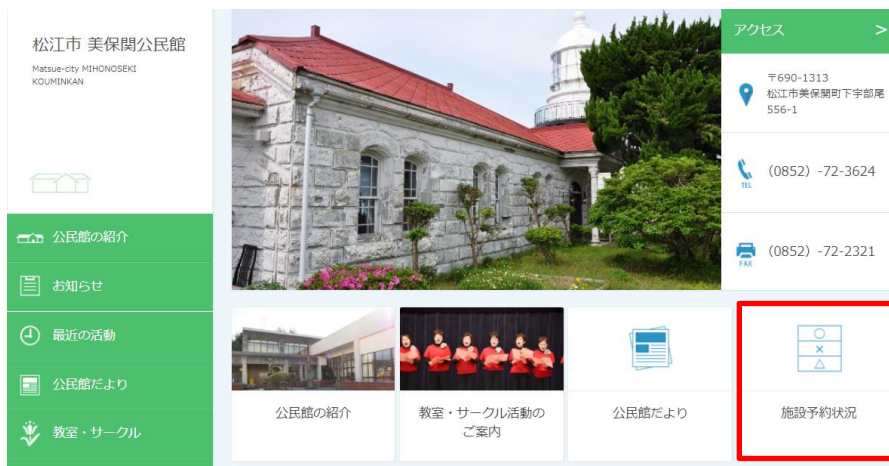 松江市 美保関公民館
Matsue-city MIHONOSEKI
KOUMINKAN
公民館の紹介
お知らせ
最近の活動
公民館だより
教室・サークル
アクセス >
〒690-1313
松江市美保関町下宇部尾
556-1
TEL
(0852) -72-3624
FAX
(0852) -72-2321
公民館の紹介
教室・サークル活動の
ご案内
公民館だより
施設予約状況